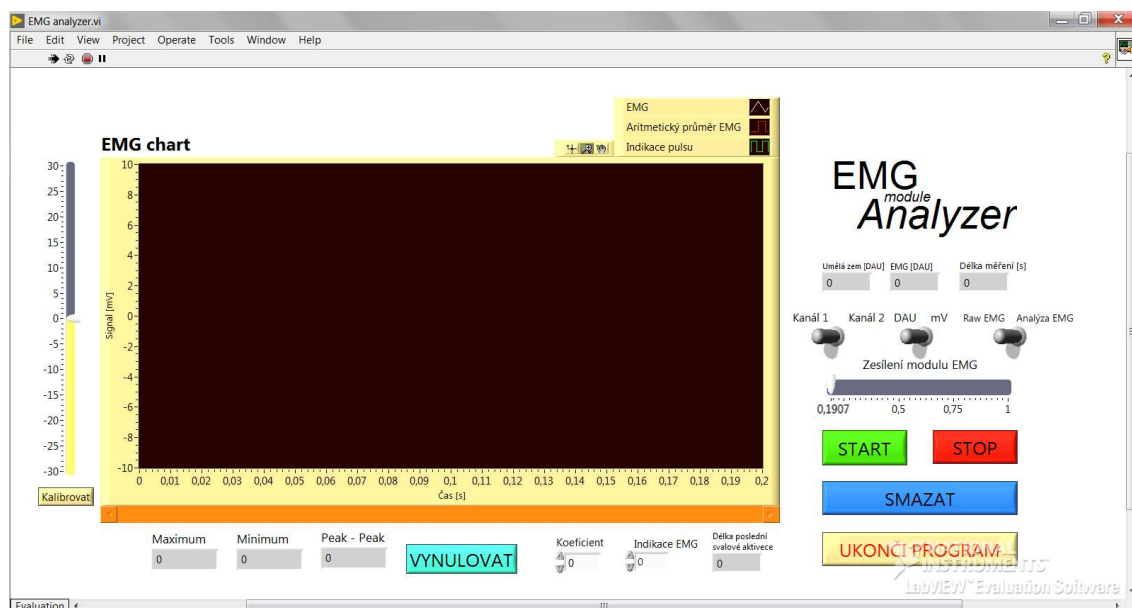 EMG analyzer.vi
File Edit View Project Operate Tools Window Help
EMG
Aritmetický průměr EMG
Indikace pulsu
EMG chart
30
25
20
15
10
5
0
-5
-10
-15
-20
-25
-30
Kalibrovat
Signal [mV]
10
8
6
4
2
0
-2
-4
-6
-8
-10
0 0,01 0,02 0,03 0,04 0,05 0,06 0,07 0,08 0,09 0,1 0,11 0,12 0,13 0,14 0,15 0,16 0,17 0,18 0,19 0,2
Čas [s]
Maximum Minimum Peak - Peak
0 0 0
VYNULOVAT
Koeficient Indikace EMG
0 0
Délka poslední
svalové aktivece
0
EMG
module
Analyzer
Umělá zem [DAU] EMG [DAU] Délka měření [s]
0 0 0
Kanál 1 Kanál 2 DAU mV Raw EMG Analýza EMG
Zesílení modulu EMG
0,1907 0,5 0,75 1
START STOP
SMAZAT
UKONČI PROGRAM
NATIONAL
INSTRUMENTS
LabVIEW™ Evaluation Software
Evaluation